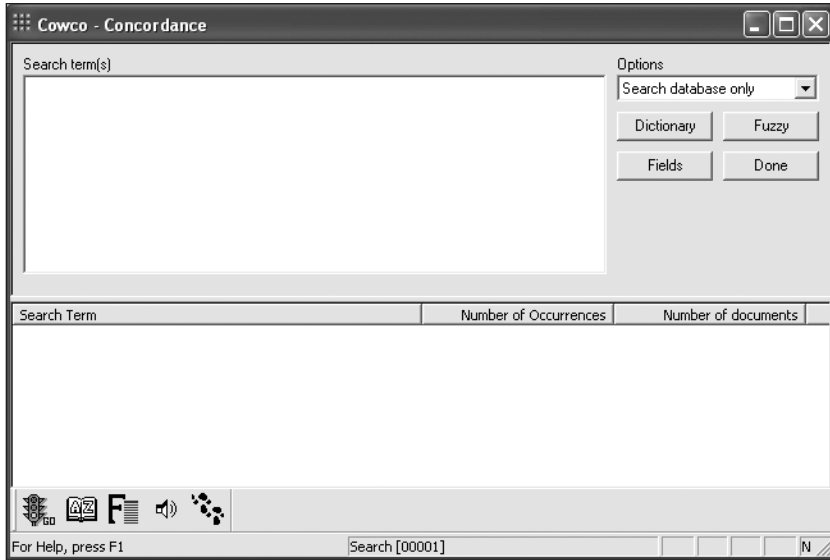 Cowco - Concordance
Search term(s)
Options
Search database only
Dictionary Fuzzy
Fields Done
Search Term Number of Occurrences Number of documents
GO AZ F
For Help, press F1 Search [00001] N